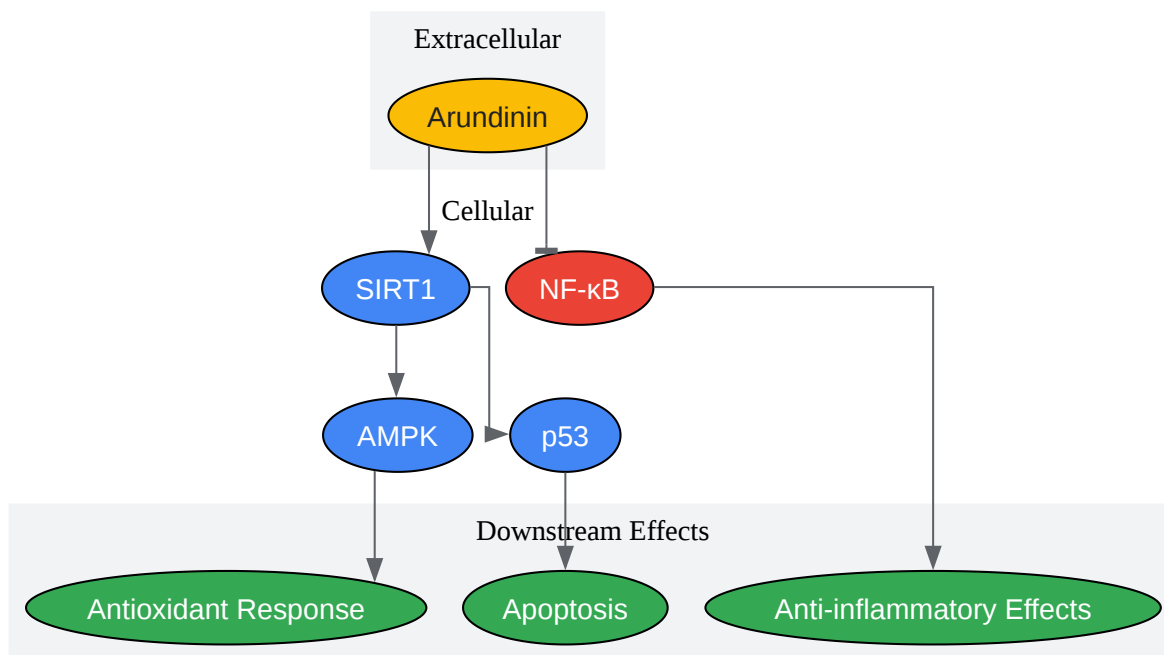 Extracellular
Arundinin
Cellular
SIRT1
NF-κB
AMPK
p53
Downstream Effects
Antioxidant Response
Apoptosis
Anti-inflammatory Effects